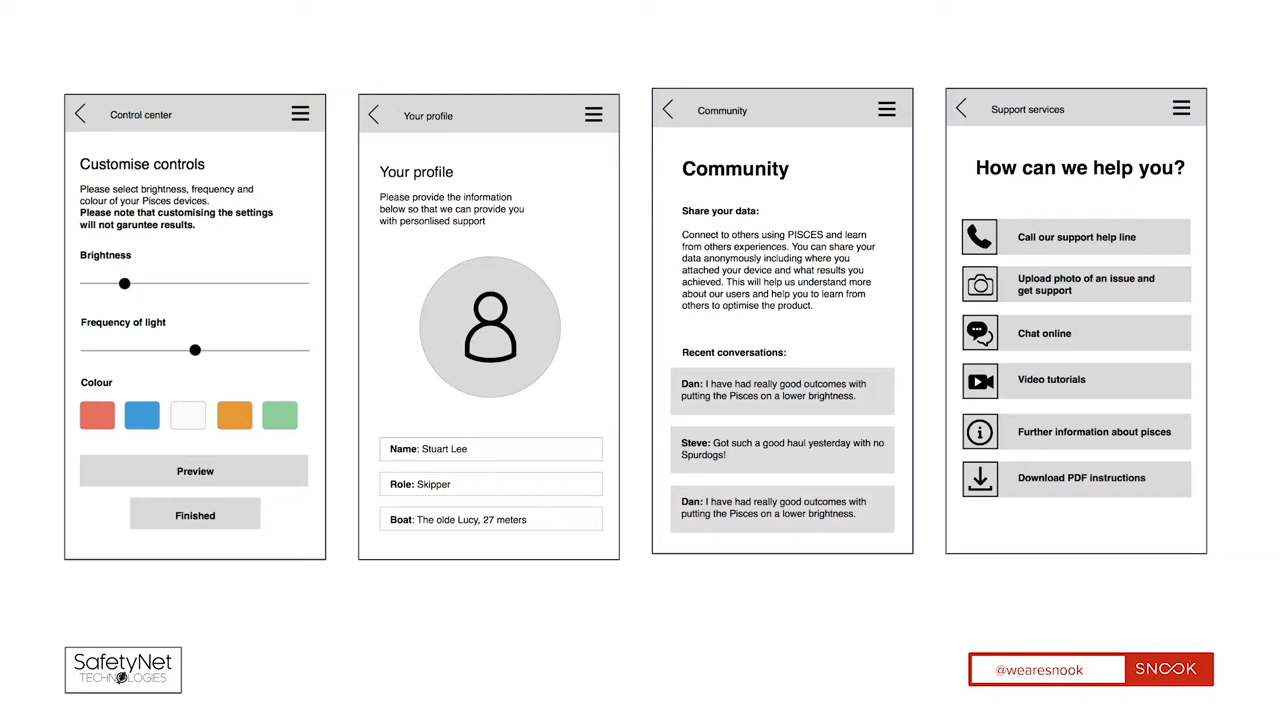 Control center
Customise controls
Please select brightness, frequency and
colour of your Pisces devices.
Please note that customising the settings
will not garuntee results.
Brightness
Frequency of light
Colour
Preview
Finished
Your profile
Your profile
Please provide the information
below so that we can provide you
with personlised support
Name: Stuart Lee
Role: Skipper
Boat: The olde Lucy, 27 meters
Community
Community
Share your data:
Connect to others using PISCES and learn
from others experiences. You can share your
data anonymously including where you
attached your device and what results you
achieved. This will help us understand more
about our users and help you to learn from
others to optimise the product.
Recent conversations:
Dan: I have had really good outcomes with
putting the Pisces on a lower brightness.
Steve: Got such a good haul yesterday with no
Spurdogs!
Dan: I have had really good outcomes with
putting the Pisces on a lower brightness.
Support services
How can we help you?
Call our support help line
Upload photo of an issue and
get support
Chat online
Video tutorials
Further information about pisces
Download PDF instructions
SafetyNet
TECHNOLOGIES
@wearesnook
SNOOK